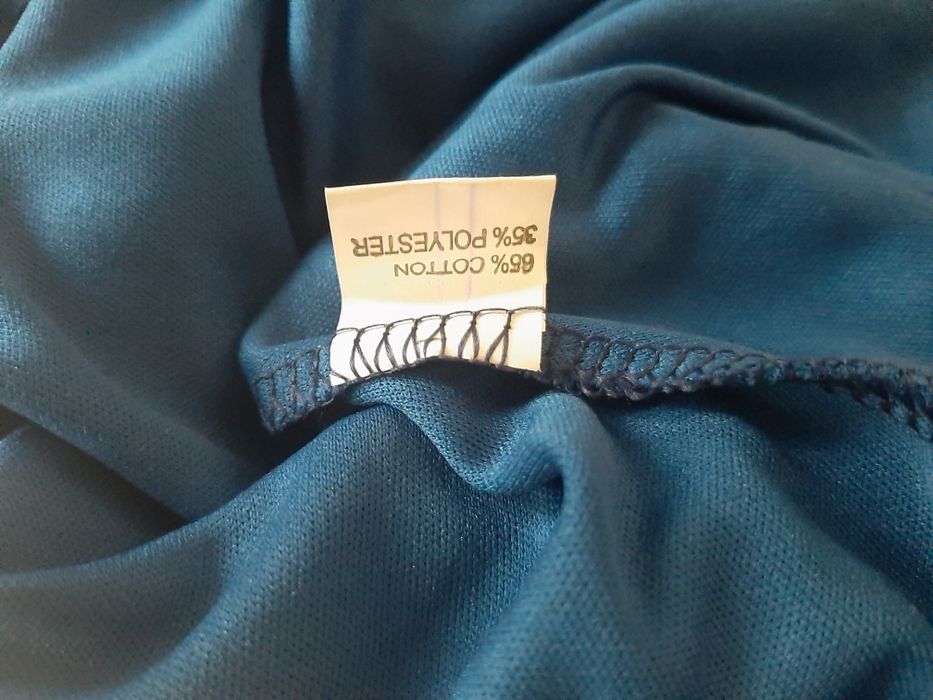 65% COTTON
35% POLYESTER